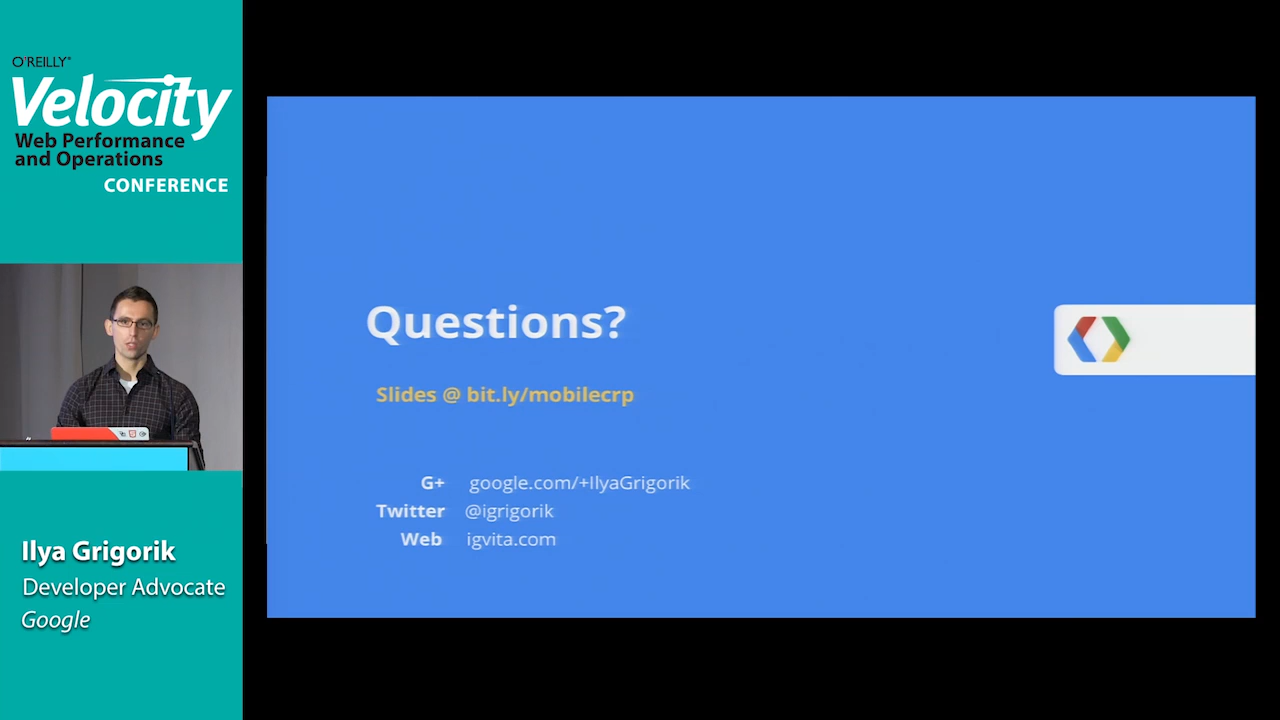 O'REILLY®
Velocity
Web Performance
and Operations
CONFERENCE
Ilya Grigorik
Developer Advocate
Google
Questions?
Slides @ bit.ly/mobilecrp
G+ google.com/+IlyaGrigorik
Twitter @igrigorik
Web igvita.com